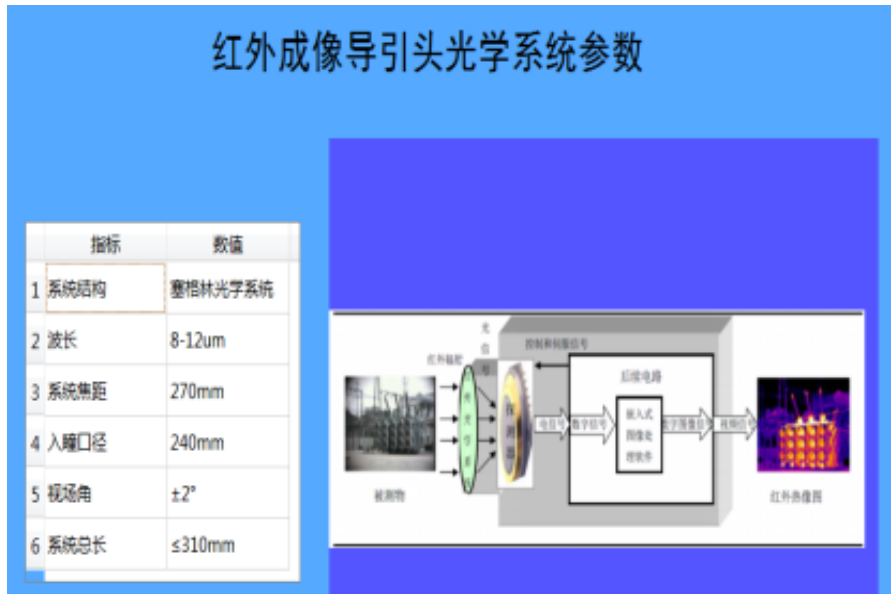 红外成像导引头光学系统参数
指标 数值
1 系统结构 塞格林光学系统
2 波长 8-12um
3 系统焦距 270mm
4 入瞳口径 240mm
5 视场角 ±2°
6 系统总长 ≤310mm
光信号
控制和伺服信号
红外辐射
后续电路
探测器
电信号
数字信号
嵌入式
图像处
理软件
数字图像信号
视频信号
被测物
红外热像图